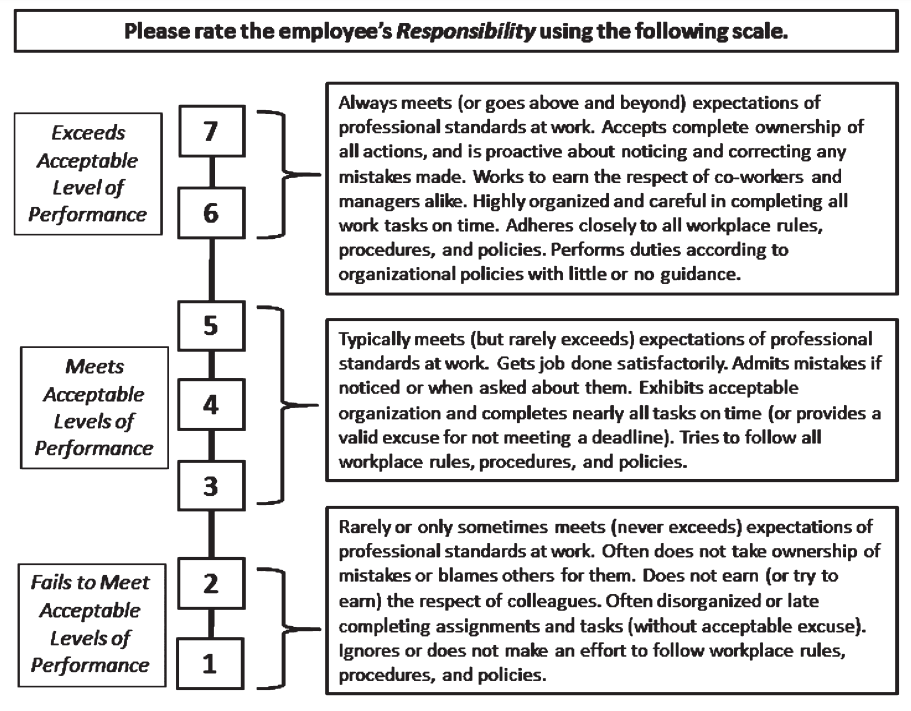 Please rate the employee's Responsibility using the following scale.
Exceeds
Acceptable
Level of
Performance
7
6
Always meets (or goes above and beyond) expectations of
professional standards at work. Accepts complete ownership of
all actions, and is proactive about noticing and correcting any
mistakes made. Works to earn the respect of co-workers and
managers alike. Highly organized and careful in completing all
work tasks on time. Adheres closely to all workplace rules,
procedures, and policies. Performs duties according to
organizational policies with little or no guidance.
Meets
Acceptable
Levels of
Performance
5
4
3
Typically meets (but rarely exceeds) expectations of professional
standards at work. Gets job done satisfactorily. Admits mistakes if
noticed or when asked about them. Exhibits acceptable
organization and completes nearly all tasks on time (or provides a
valid excuse for not meeting a deadline). Tries to follow all
workplace rules, procedures, and policies.
Fails to Meet
Acceptable
Levels of
Performance
2
1
Rarely or only sometimes meets (never exceeds) expectations of
professional standards at work. Often does not take ownership of
mistakes or blames others for them. Does not earn (or try to
earn) the respect of colleagues. Often disorganized or late
completing assignments and tasks (without acceptable excuse).
Ignores or does not make an effort to follow workplace rules,
procedures, and policies.